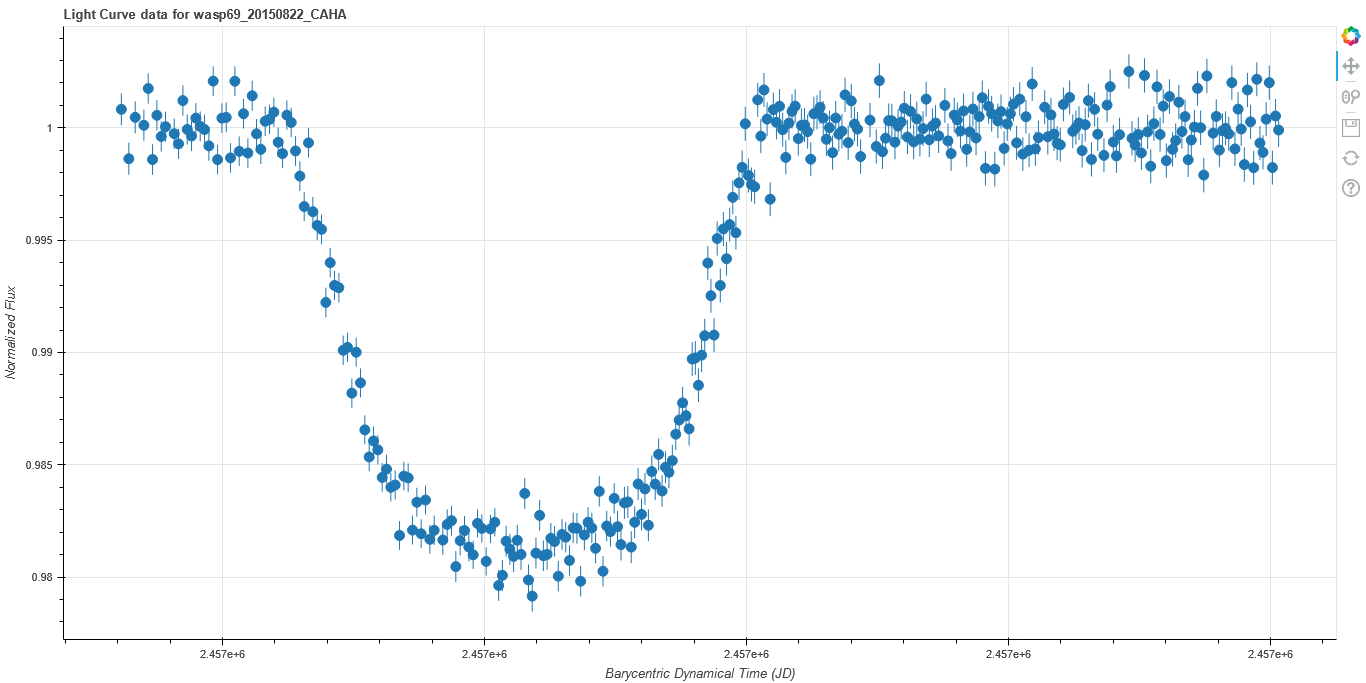 Light Curve data for wasp69_20150822_CAHA
1
0.995
0.99
0.985
0.98
Normalized Flux
2.457e+6 2.457e+6 2.457e+6 2.457e+6 2.457e+6
Barycentric Dynamical Time (JD)